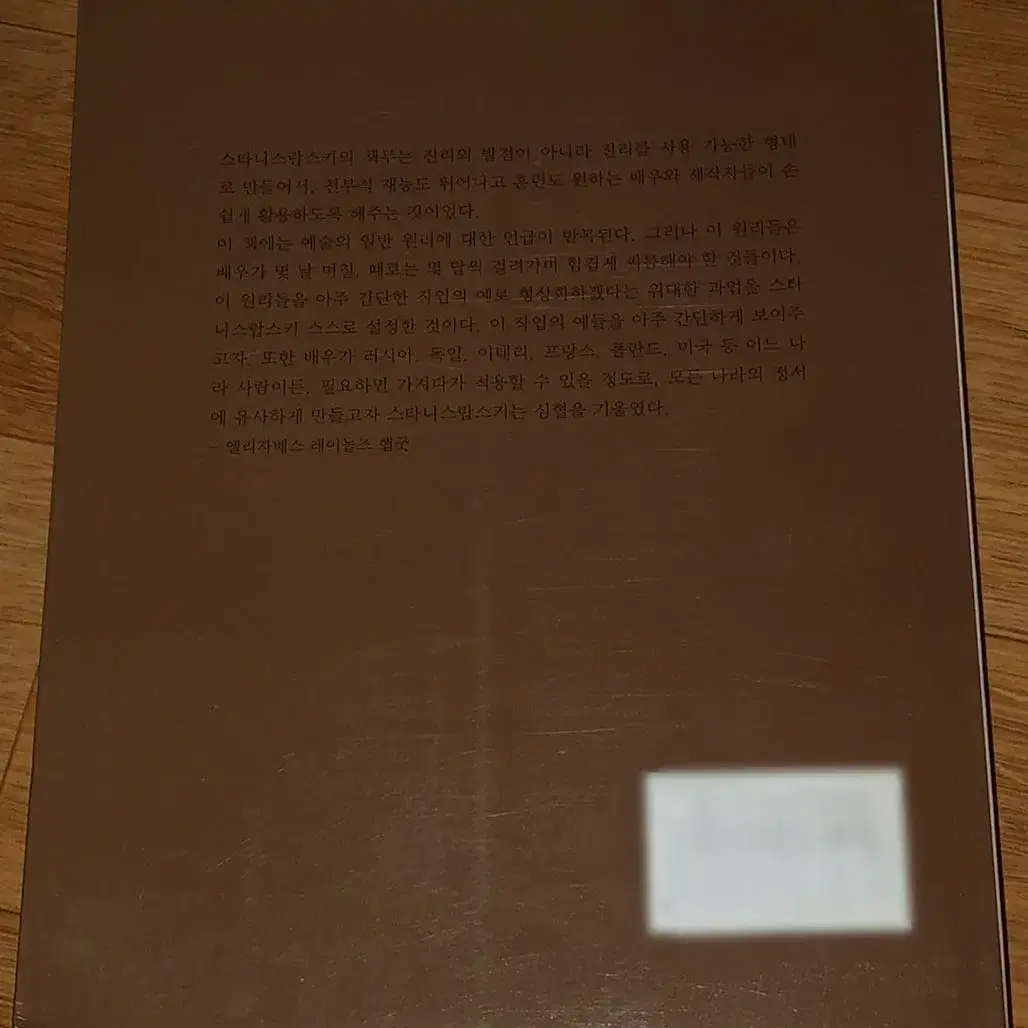 스타니스랍스키의 책무는 진리의 발견이 아니라 진리를 사용 가능한 형태
로 만들어서, 천부적 재능도 뛰어나고 훈련도 원하는 배우와 제작자들이 손
쉽게 활용하도록 해주는 것이었다.
이 책에는 예술의 일반 원리에 대한 언급이 반복된다. 그러나 이 원리들은
배우가 몇 날 며칠, 때로는 몇 달씩 걸려가며 힘겹게 씨름해야 할 것들이다.
이 원리들을 아주 간단한 작업의 예로 형상화하겠다는 위대한 과업을 스타
니스랍스키 스스로 설정한 것이다. 이 작업의 예들을 아주 간단하게 보여주
고자, 또한 배우가 러시아, 독일, 이태리, 프랑스, 폴란드, 미국 등 어느 나
라 사람이든, 필요하면 가져다가 적용할 수 있을 정도로, 모든 나라의 정서
에 유사하게 만들고자 스타니스랍스키는 심혈을 기울였다.
- 엘리자베스 레이놀즈 햅굿